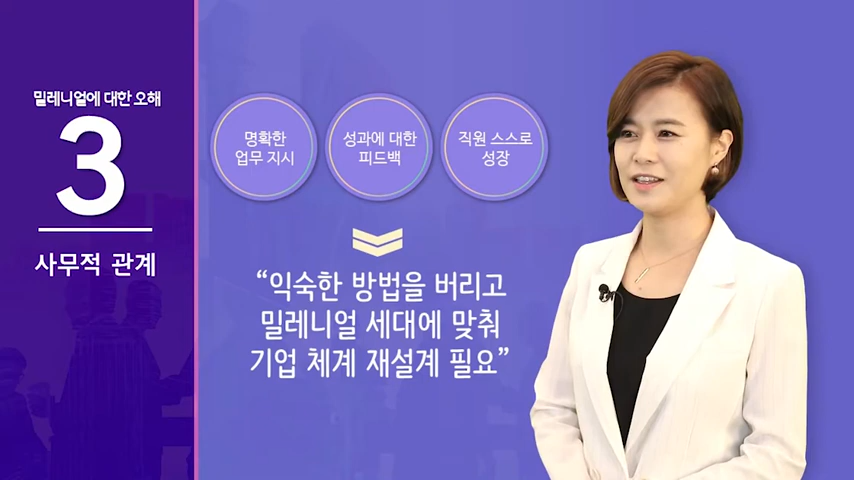 밀레니얼에 대한 오해
3
사무적 관계
명확한
업무 지시
성과에 대한
피드백
직원 스스로
성장
“익숙한 방법을 버리고
밀레니얼 세대에 맞춰
기업 체계 재설계 필요”